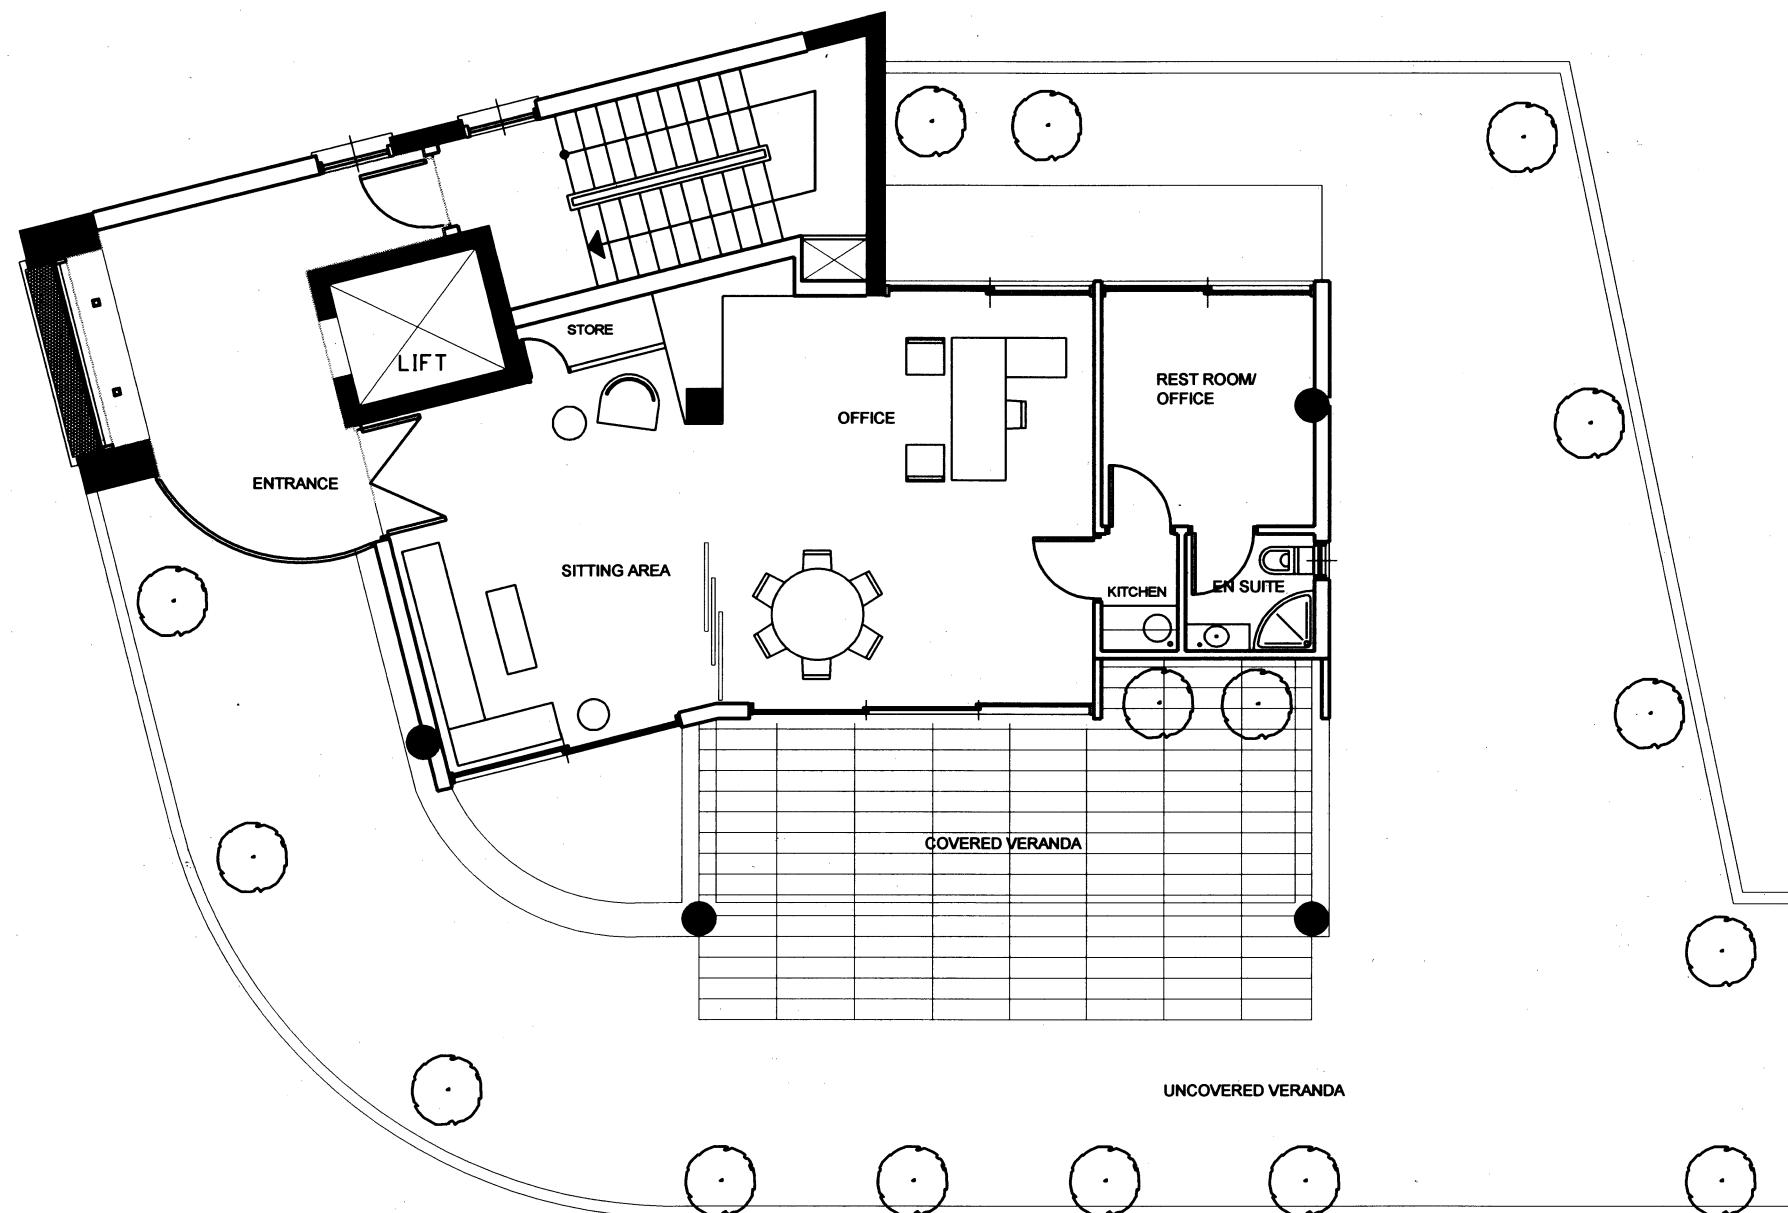 STORE
LIFT
REST ROOM/
OFFICE
OFFICE
ENTRANCE
SITTING AREA
EN SUITE
KITCHEN
COVERED VERANDA
UNCOVERED VERANDA